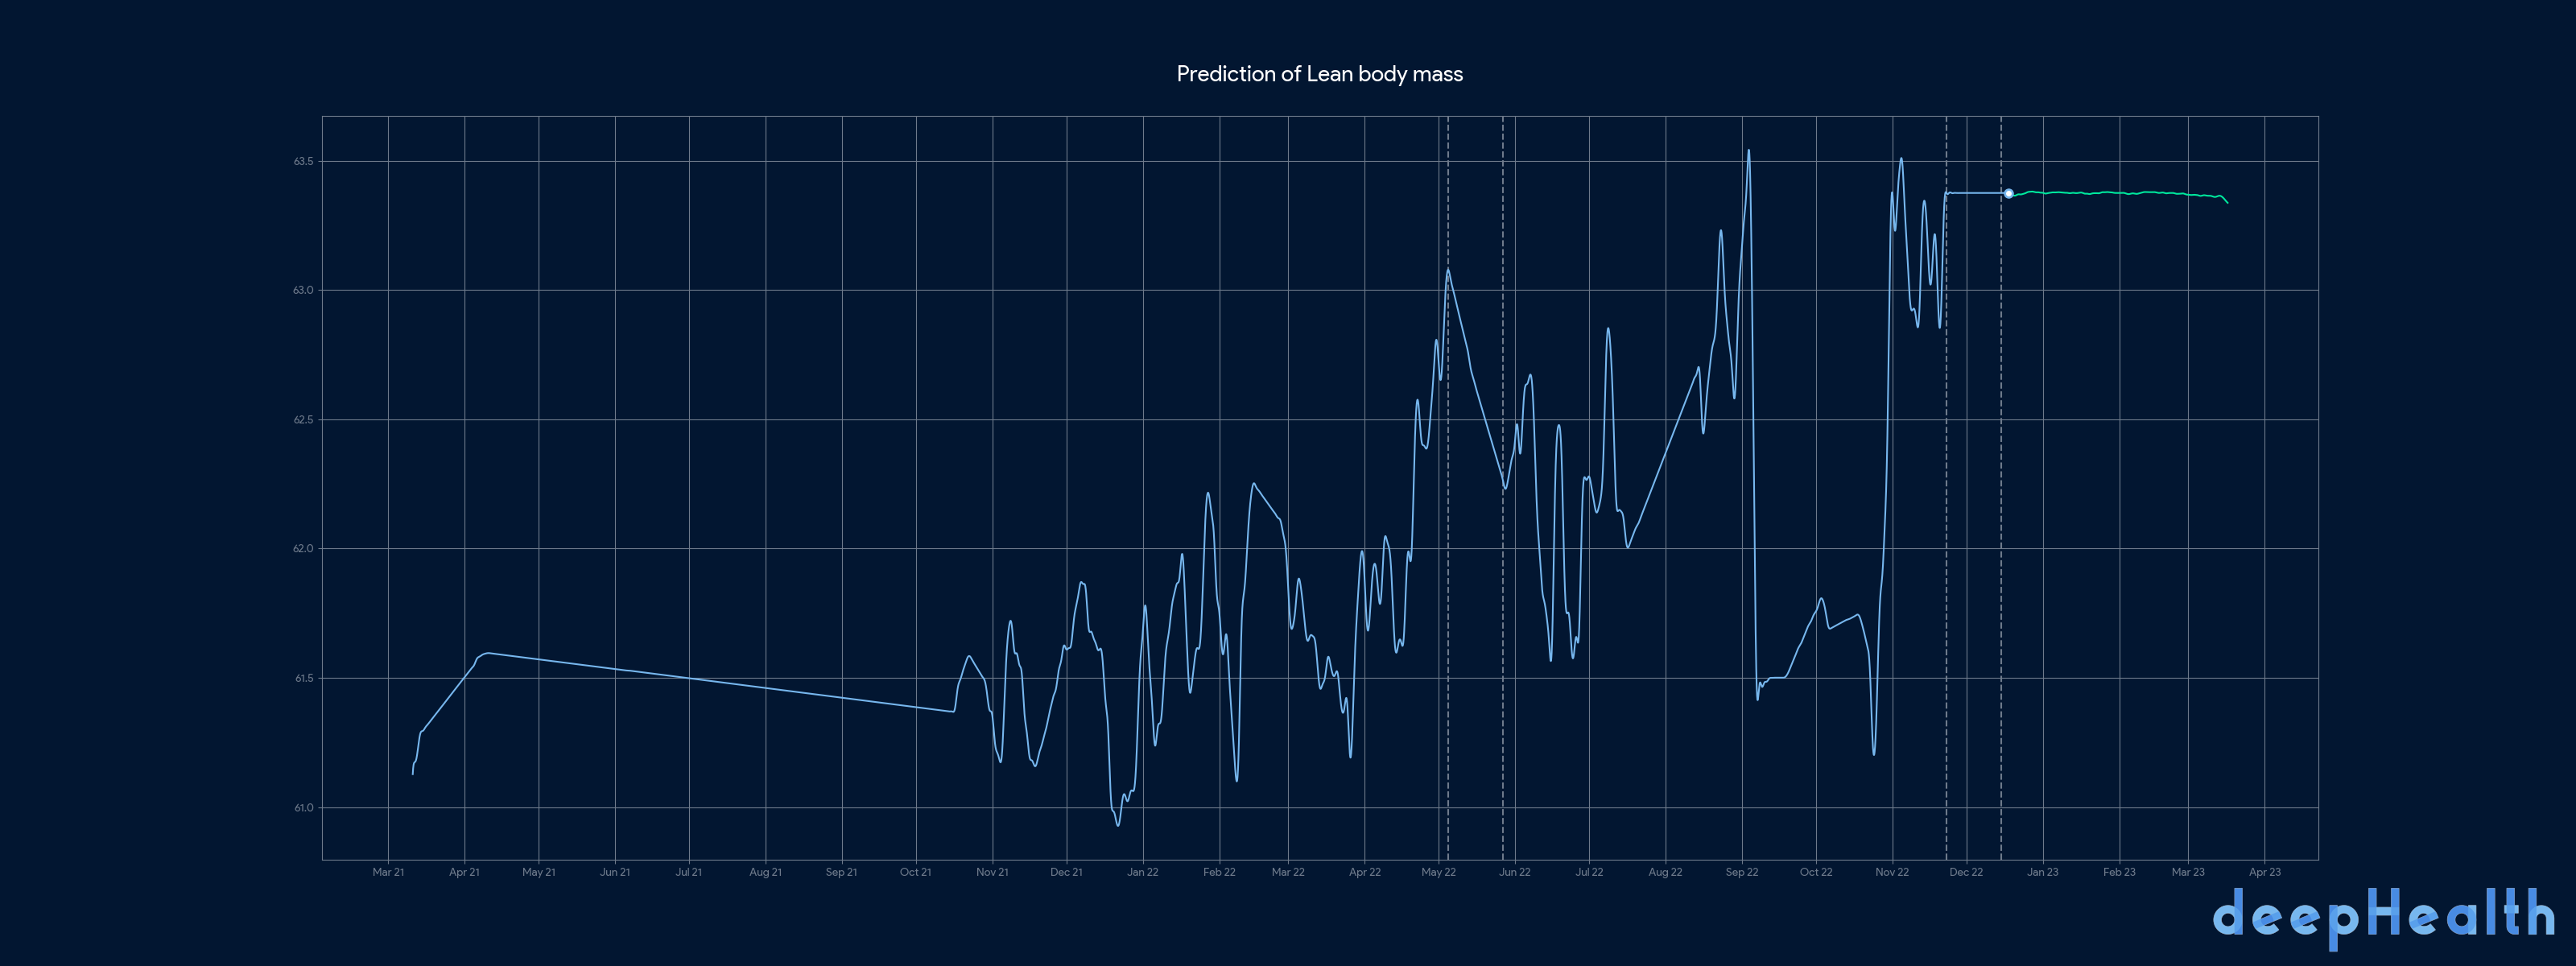 Prediction of Lean body mass
63.5
63.0
62.5
62.0
61.5
61.0
Mar 21 Apr 21 May 21 Jun 21 Jul 21 Aug 21 Sep 21 Oct 21 Nov 21 Dec 21 Jan 22 Feb 22 Mar 22 Apr 22 May 22 Jun 22 Jul 22 Aug 22 Sep 22 Oct 22 Nov 22 Dec 22 Jan 23 Feb 23 Mar 23 Apr 23
deepHealth